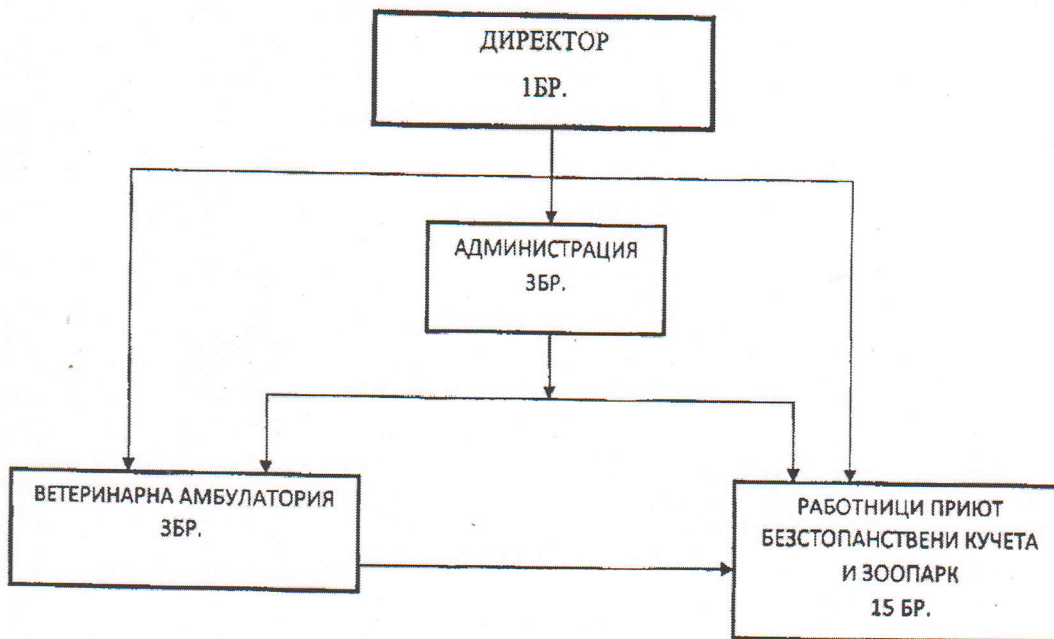 ДИРЕКТОР
1БР.
АДМИНИСТРАЦИЯ
3БР.
ВЕТЕРИНАРНА АМБУЛАТОРИЯ
3БР.
РАБОТНИЦИ ПРИЮТ
БЕЗСТОПАНСТВЕНИ КУЧЕТА
И ЗООПАРК
15 БР.